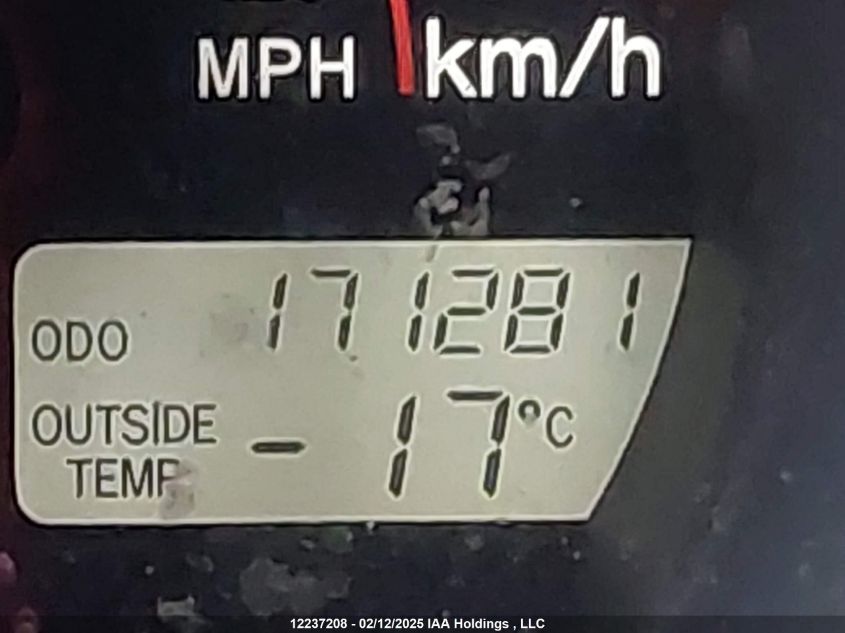 MPH km/h
ODO 171281
OUTSIDE TEMP -17°C
12237208 - 02/12/2025 IAA Holdings , LLC